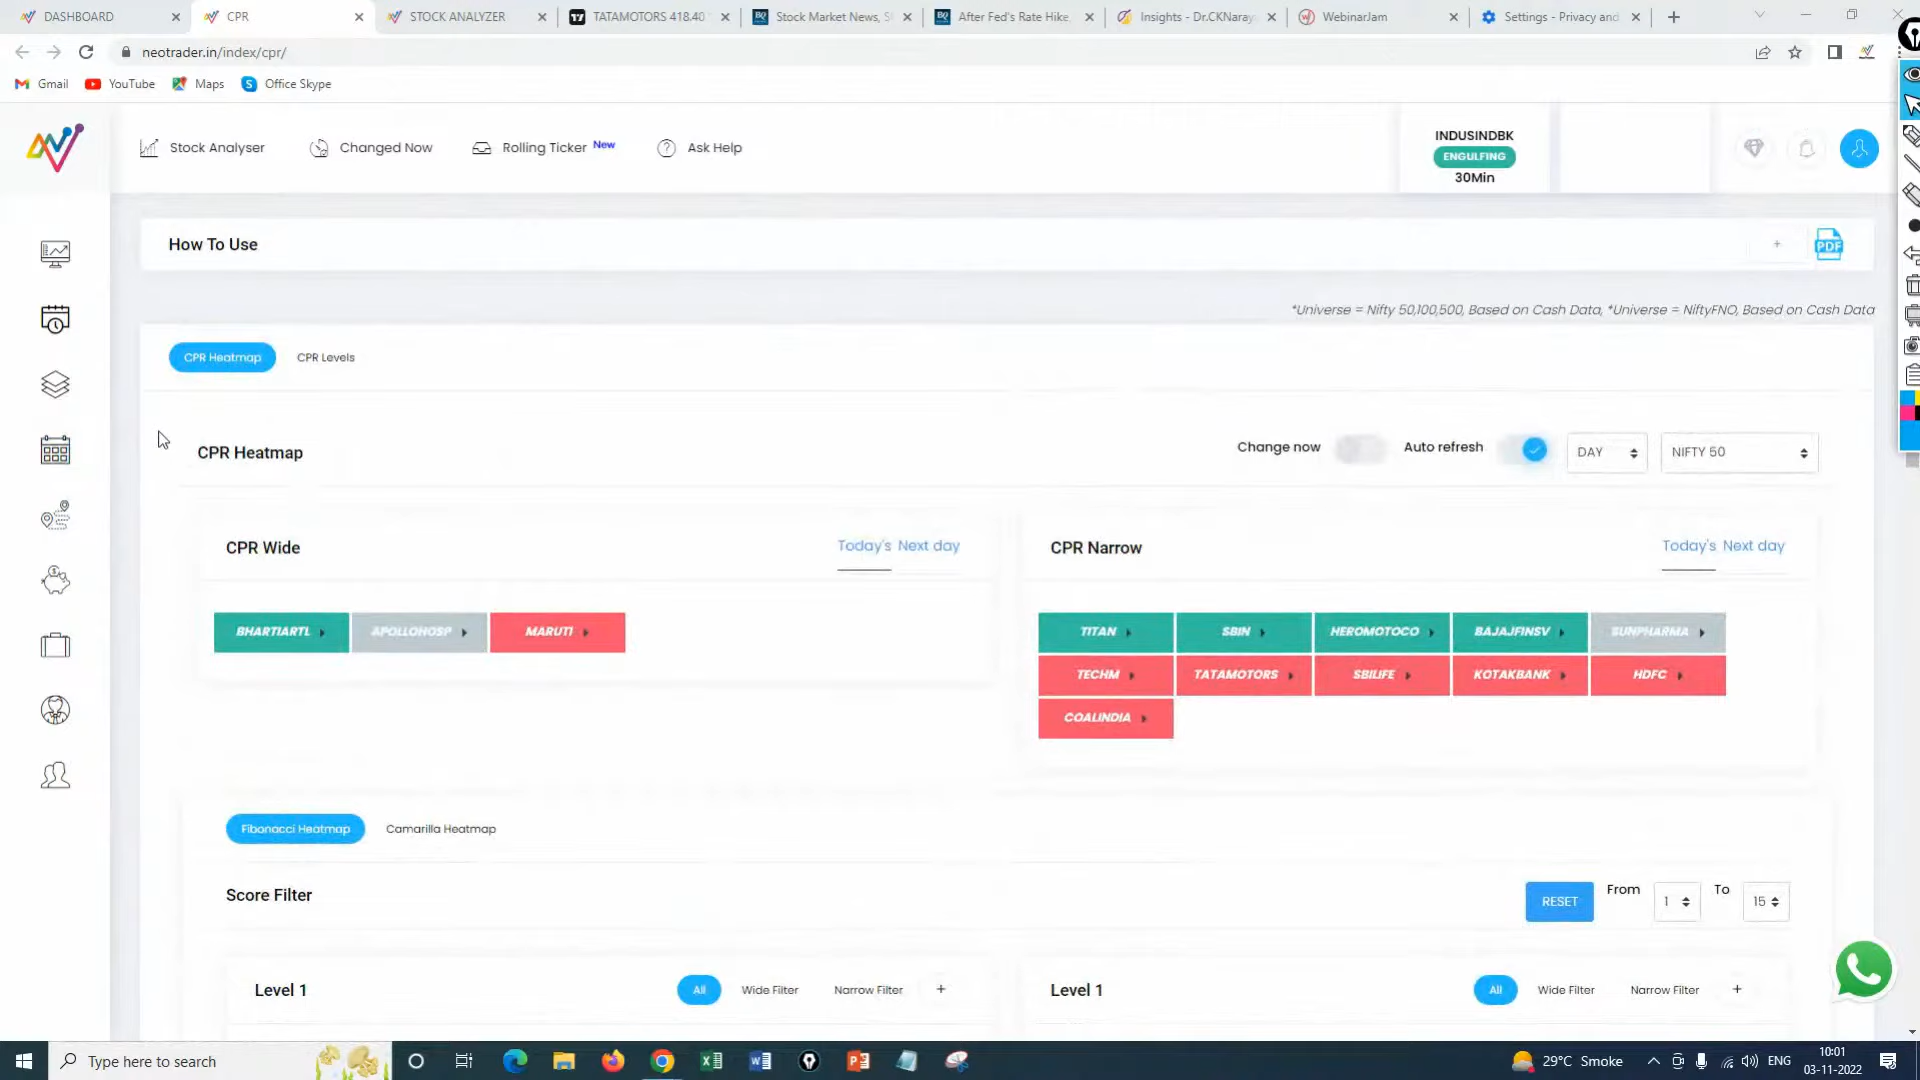 DASHBOARD
CPR
STOCK ANALYZER
TATAMOTORS 418.40
Stock Market News, S
After Fed's Rate Hike,
Insights - Dr.CKNaray
WebinarJam
Settings - Privacy and
neotrader.in/index/cpr/
Gmail
YouTube
Maps
Office Skype
Stock Analyser
Changed Now
Rolling Ticker New
Ask Help
INDUSINDBK
ENGULFING
30Min
How To Use
+
PDF
*Universe = Nifty 50,100,500, Based on Cash Data, *Universe = NiftyFNO, Based on Cash Data
CPR Heatmap
CPR Levels
CPR Heatmap
Change now
Auto refresh
DAY
NIFTY 50
CPR Wide
Today's Next day
CPR Narrow
Today's Next day
BHARTIARTL
APOLLOHOSP
MARUTI
TITAN
SBIN
HEROMOTOCO
BAJAJFINSV
SUNPHARMA
TECHM
TATAMOTORS
SBILIFE
KOTAKBANK
HDFC
COALINDIA
Fibonacci Heatmap
Camarilla Heatmap
Score Filter
RESET
From
1
To
15
Level 1
All
Wide Filter
Narrow Filter
+
Level 1
All
Wide Filter
Narrow Filter
+
Type here to search
29°C Smoke
ENG
10:01
03-11-2022